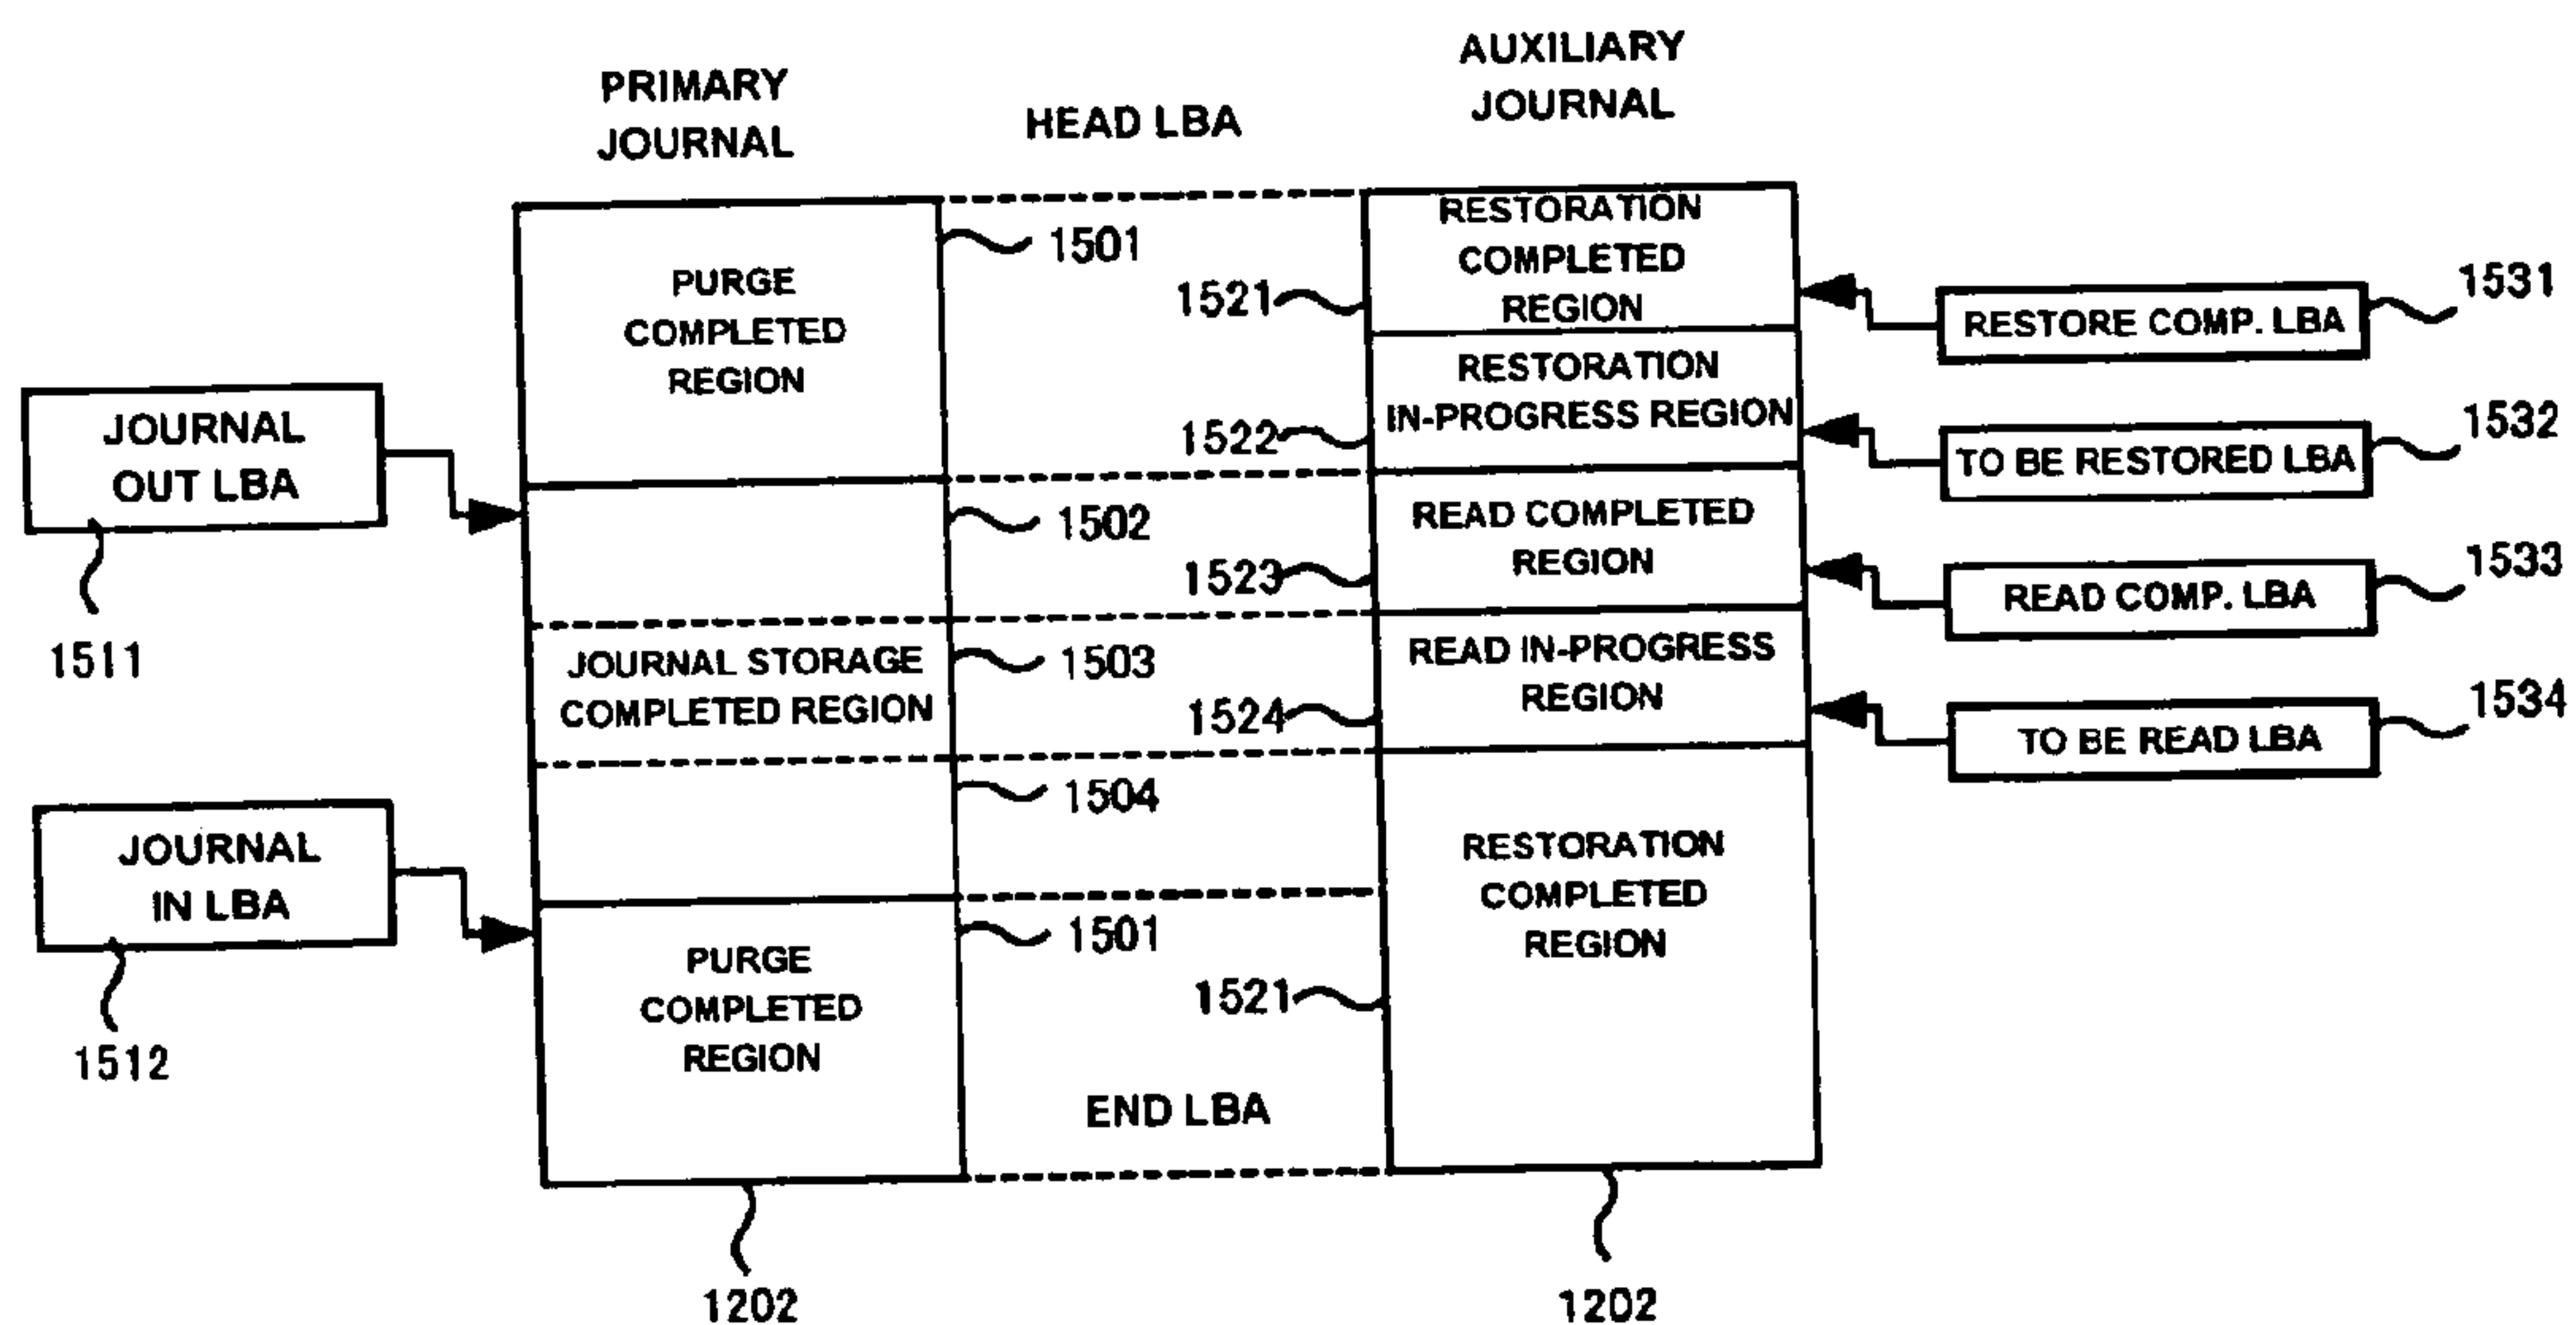 PRIMARY
JOURNAL
HEAD LBA
AUXILIARY
JOURNAL
PURGE
COMPLETED
REGION
1501
1502
JOURNAL STORAGE
COMPLETED REGION
1503
1504
PURGE
COMPLETED
REGION
1501
1202
JOURNAL
OUT LBA
1511
JOURNAL
IN LBA
1512
END LBA
RESTORATION
COMPLETED
REGION
1521
RESTORATION
IN-PROGRESS REGION
1522
READ COMPLETED
REGION
1523
READ IN-PROGRESS
REGION
1524
RESTORATION
COMPLETED
REGION
1521
1202
RESTORE COMP. LBA
1531
TO BE RESTORED LBA
1532
READ COMP. LBA
1533
TO BE READ LBA
1534